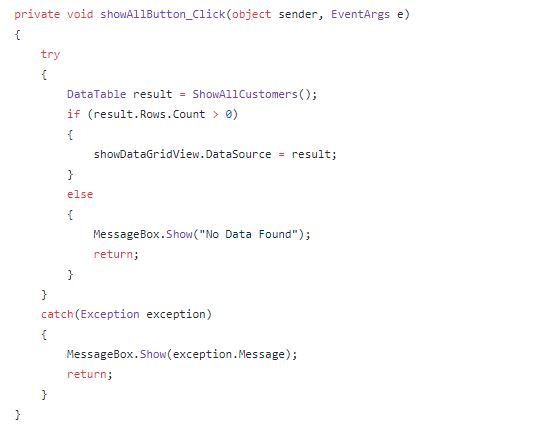 private void showAllButton_Click(object sender, EventArgs e)
{
    try
    {
        DataTable result = ShowAllCustomers();
        if (result.Rows.Count > 0)
        {
            showDataGridView.DataSource = result;
        }
        else
        {
            MessageBox.Show("No Data Found");
            return;
        }
    }
    catch(Exception exception)
    {
        MessageBox.Show(exception.Message);
        return;
    }
}